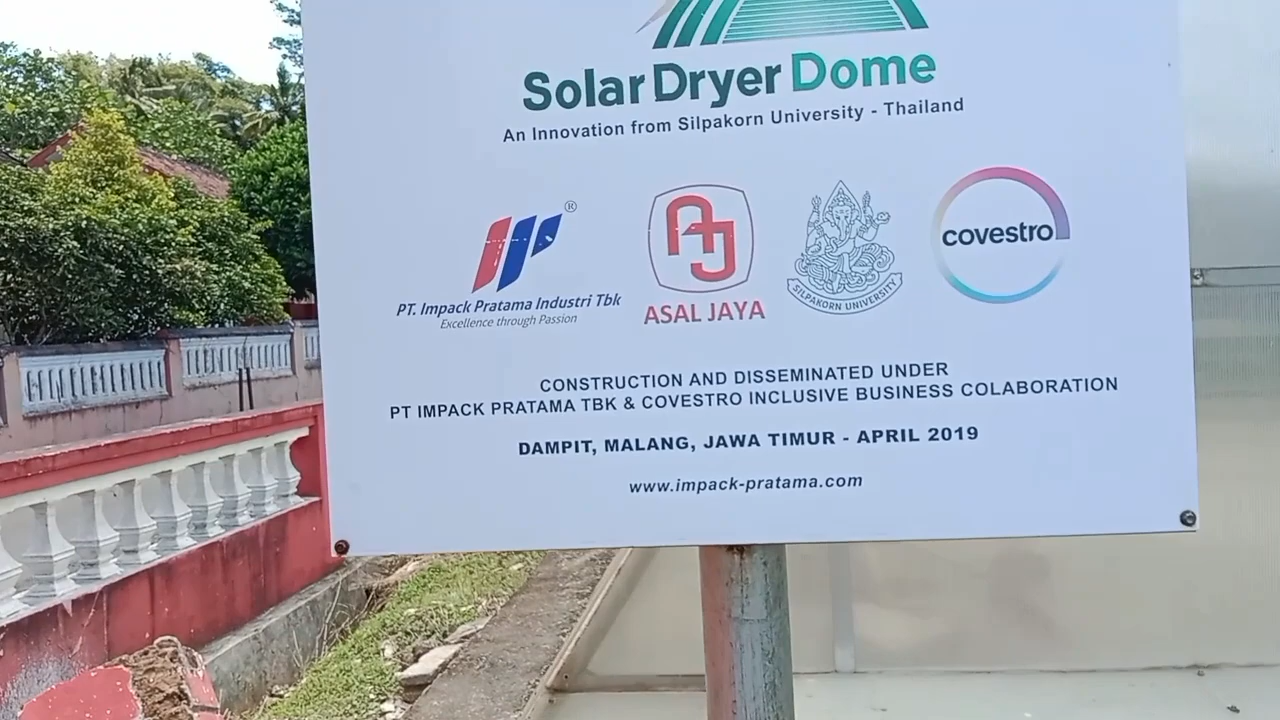 Solar Dryer Dome
An Innovation from Silpakorn University - Thailand
®
PT. Impack Pratama Industri Tbk
Excellence through Passion
AJ
ASAL JAYA
SILPAKORN UNIVERSITY
covestro
CONSTRUCTION AND DISSEMINATED UNDER
PT IMPACK PRATAMA TBK & COVESTRO INCLUSIVE BUSINESS COLABORATION
DAMPIT, MALANG, JAWA TIMUR - APRIL 2019
www.impack-pratama.com